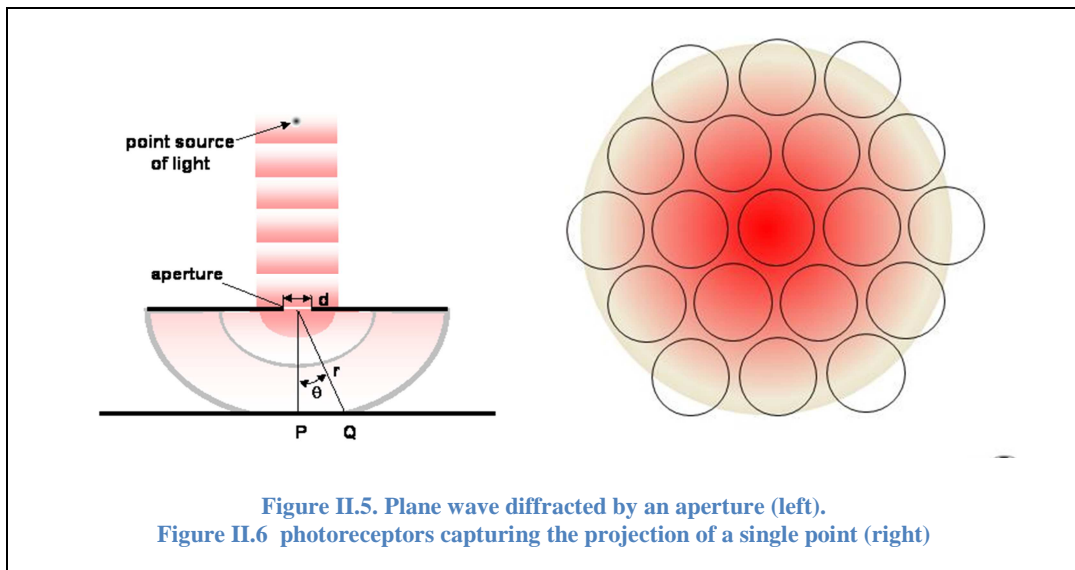 point source
of light
aperture
d
r
θ
P
Q
Figure II.5. Plane wave diffracted by an aperture (left).
Figure II.6 photoreceptors capturing the projection of a single point (right)